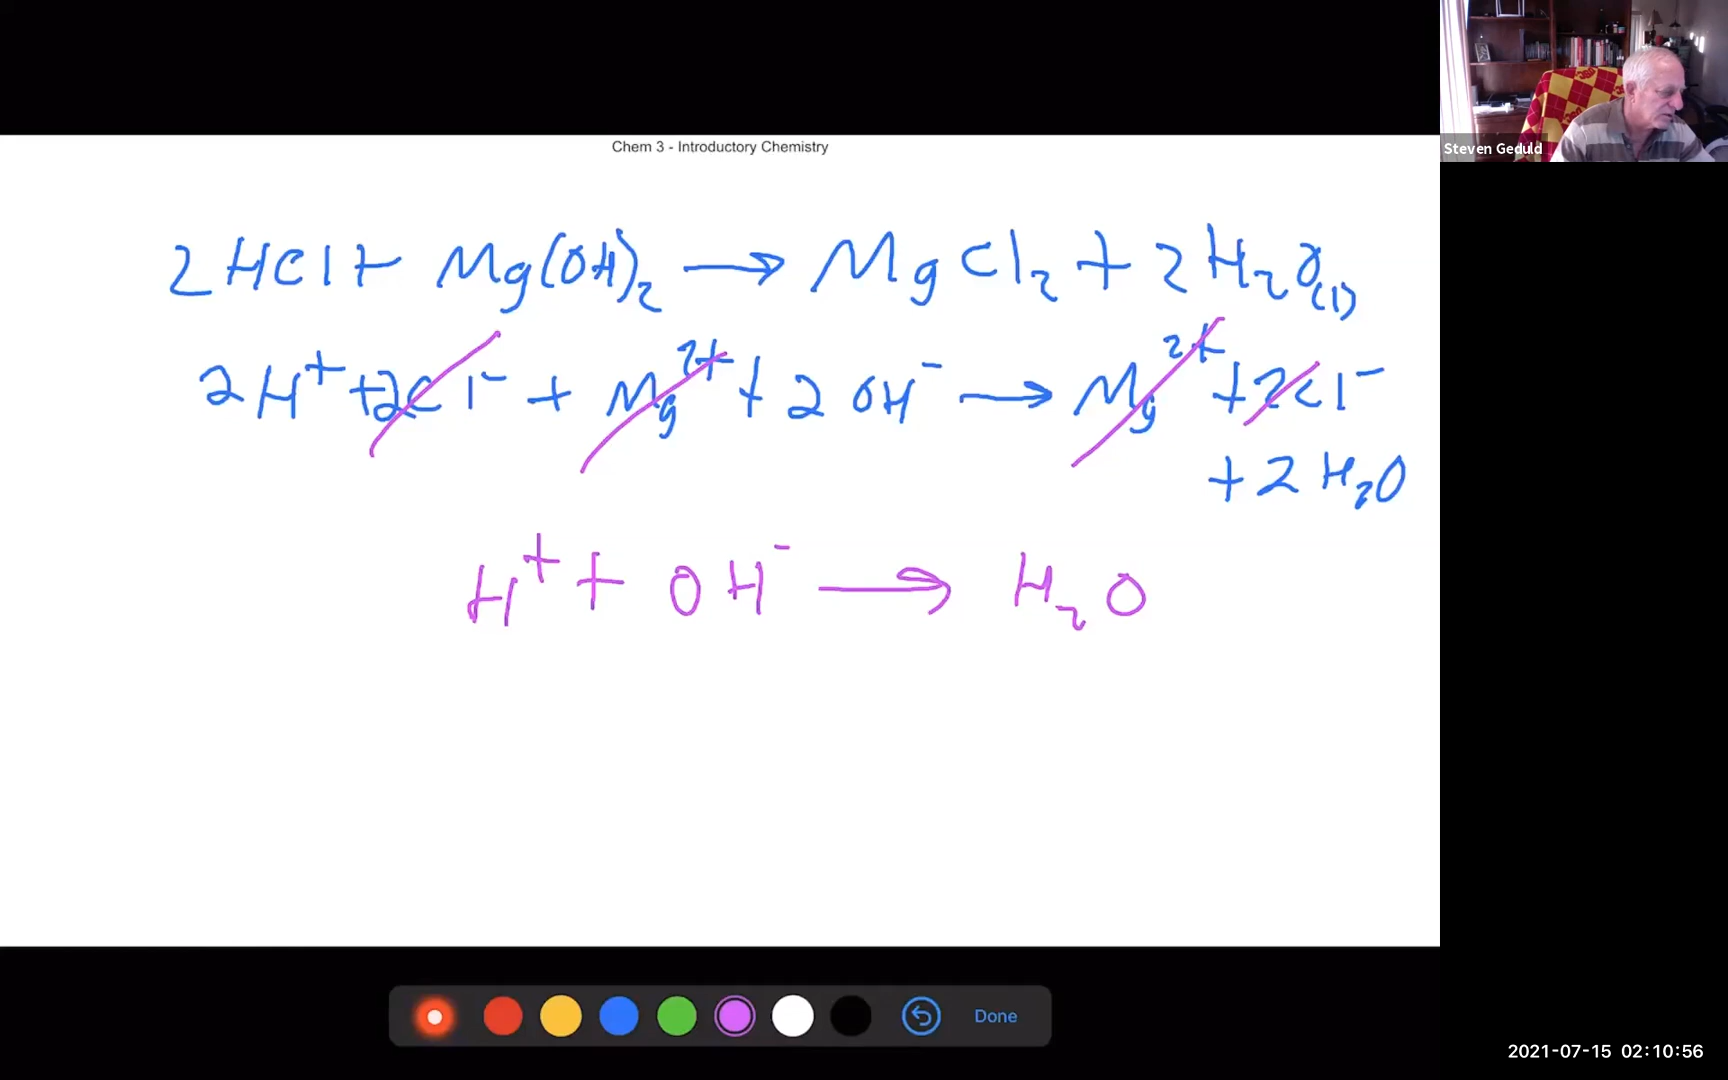 Steven Geduld
Chem 3 - Introductory Chemistry
2HCl + Mg(OH)₂ → MgCl₂ + 2H₂O(l)
2H⁺ + 2Cl⁻ + Mg²⁺ + 2OH⁻ → Mg²⁺ + 2Cl⁻
+ 2H₂O
H⁺ + OH⁻ → H₂O
Done
2021-07-15 02:10:56